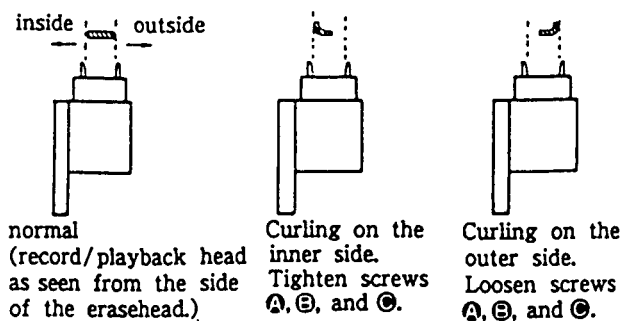 inside outside
normal
(record/playback head
as seen from the side
of the erasehead.)
Curling on the
inner side.
Tighten screws
Ⓐ, Ⓑ, and Ⓒ.
Curling on the
outer side.
Loosen screws
Ⓐ, Ⓑ, and Ⓒ.